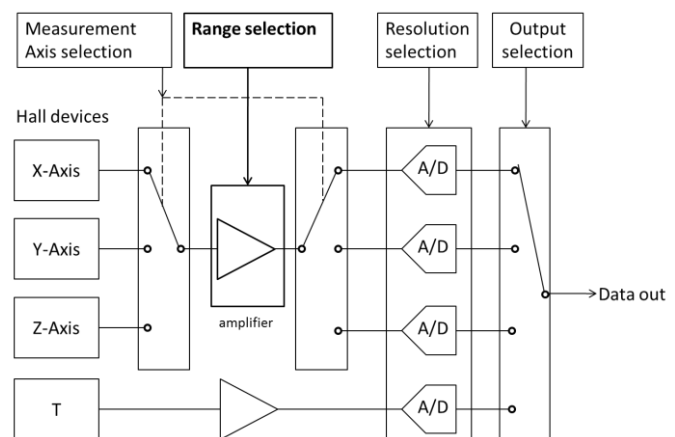 Measurement
Axis selection
Range selection
Resolution
selection
Output
selection
Hall devices
X-Axis
A/D
Y-Axis
A/D
Data out
Z-Axis
amplifier
A/D
T
A/D